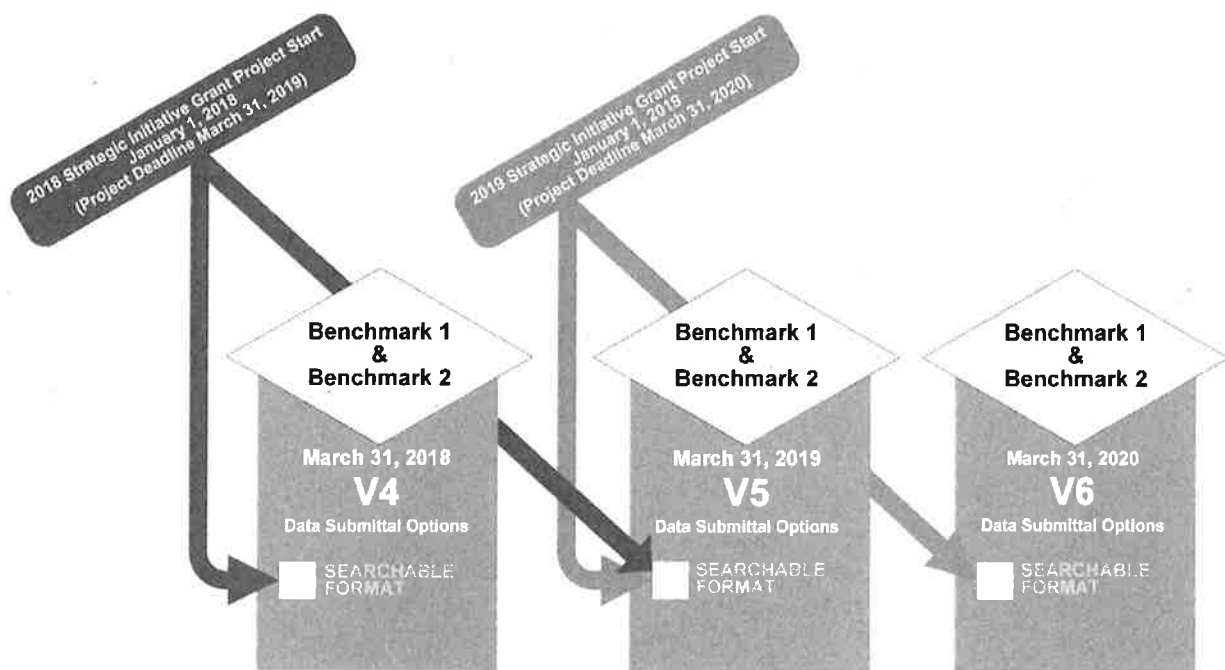 2018 Strategic Initiative Grant Project Start
January 1, 2018
(Project Deadline March 31, 2019)
2019 Strategic Initiative Grant Project Start
January 1, 2019
(Project Deadline March 31, 2020)
Benchmark 1
&
Benchmark 2
March 31, 2018
V4
Data Submittal Options
SEARCHABLE
FORMAT
Benchmark 1
&
Benchmark 2
March 31, 2019
V5
Data Submittal Options
SEARCHABLE
FORMAT
Benchmark 1
&
Benchmark 2
March 31, 2020
V6
Data Submittal Options
SEARCHABLE
FORMAT